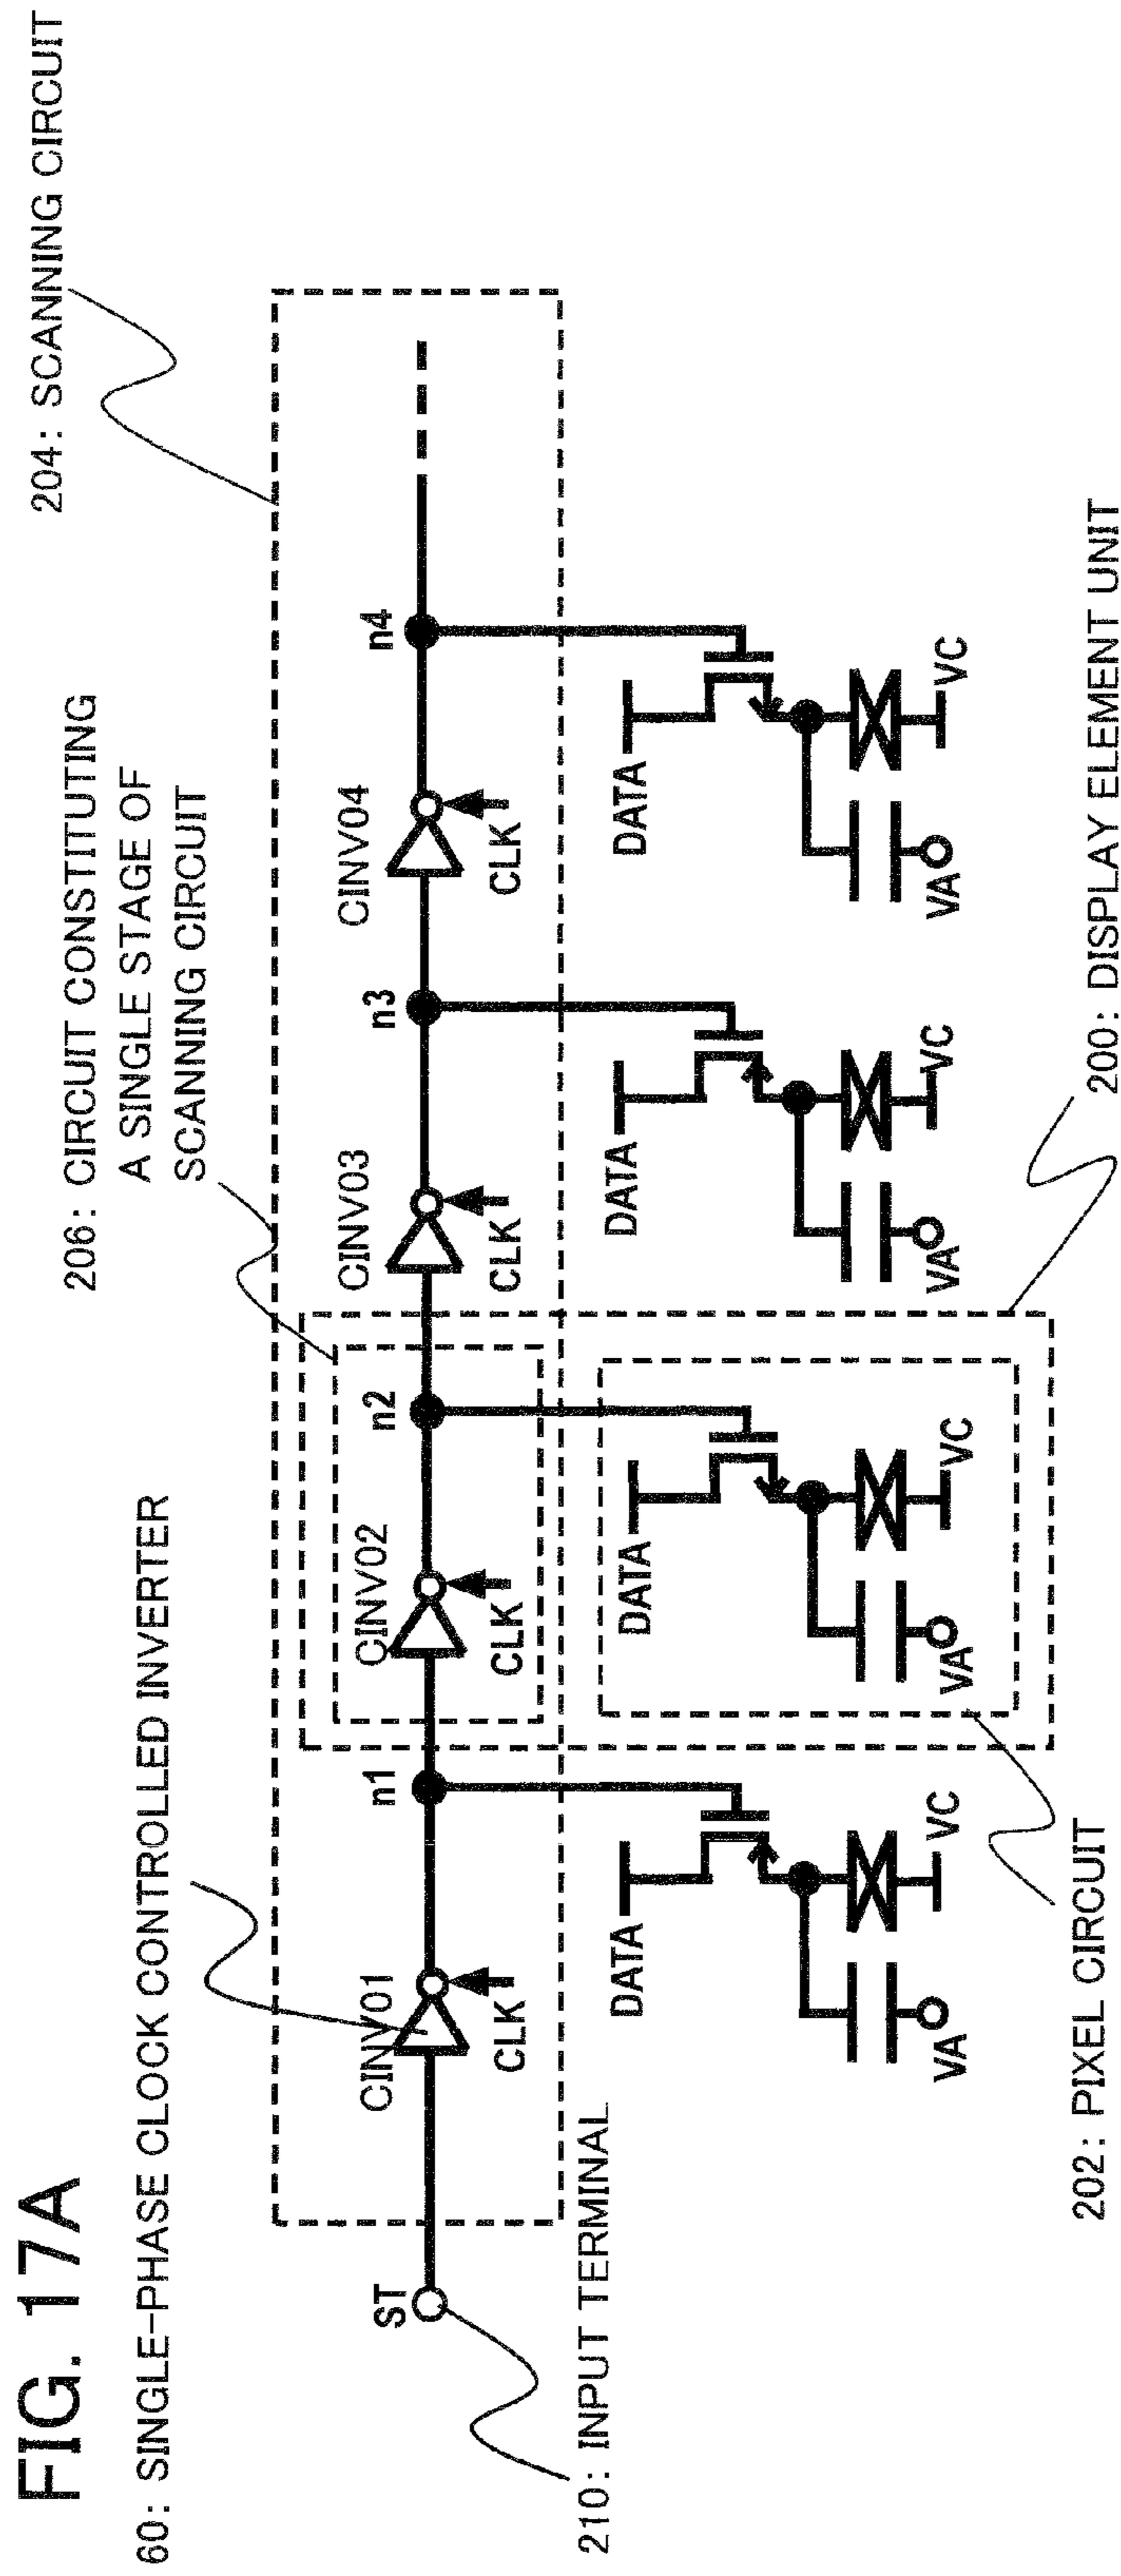 FIG. 17A
60: SINGLE-PHASE CLOCK CONTROLLED INVERTER
206: CIRCUIT CONSTITUTING
A SINGLE STAGE OF
SCANNING CIRCUIT
204: SCANNING CIRCUIT
ST
CINV01
CLK
n1
CINV02
CLK
n2
CINV03
CLK
n3
CINV04
CLK
n4
210: INPUT TERMINAL
DATA
VA
VC
DATA
VA
VC
DATA
VA
VC
DATA
VA
VC
202: PIXEL CIRCUIT
200: DISPLAY ELEMENT UNIT